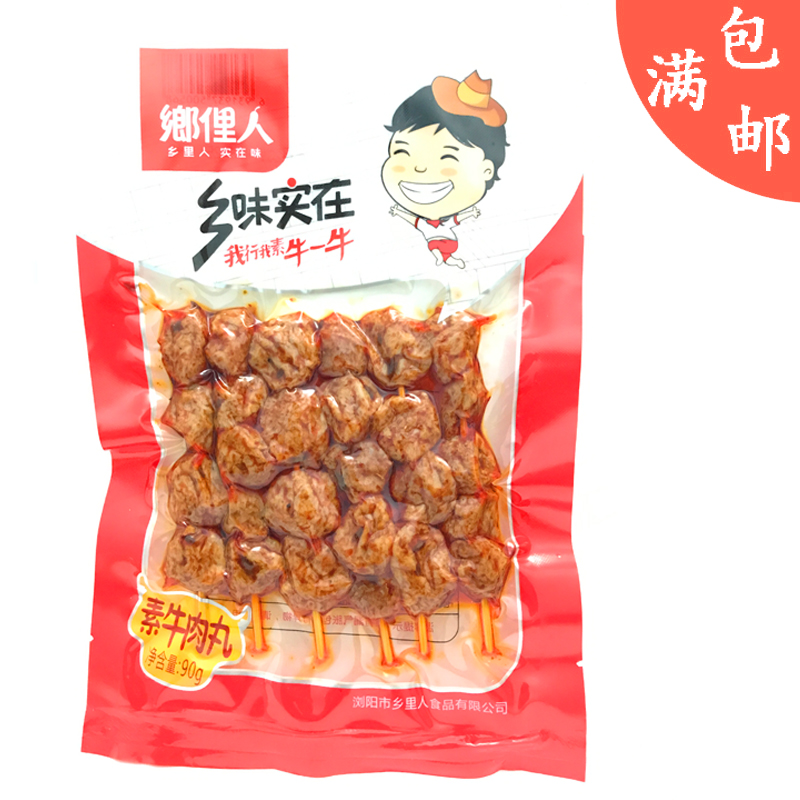 满包邮
鄉俚人
乡里人 实在味
乡味实在
我行我素 牛一牛
素牛肉丸
净含量:90g
浏阳市乡里人食品有限公司